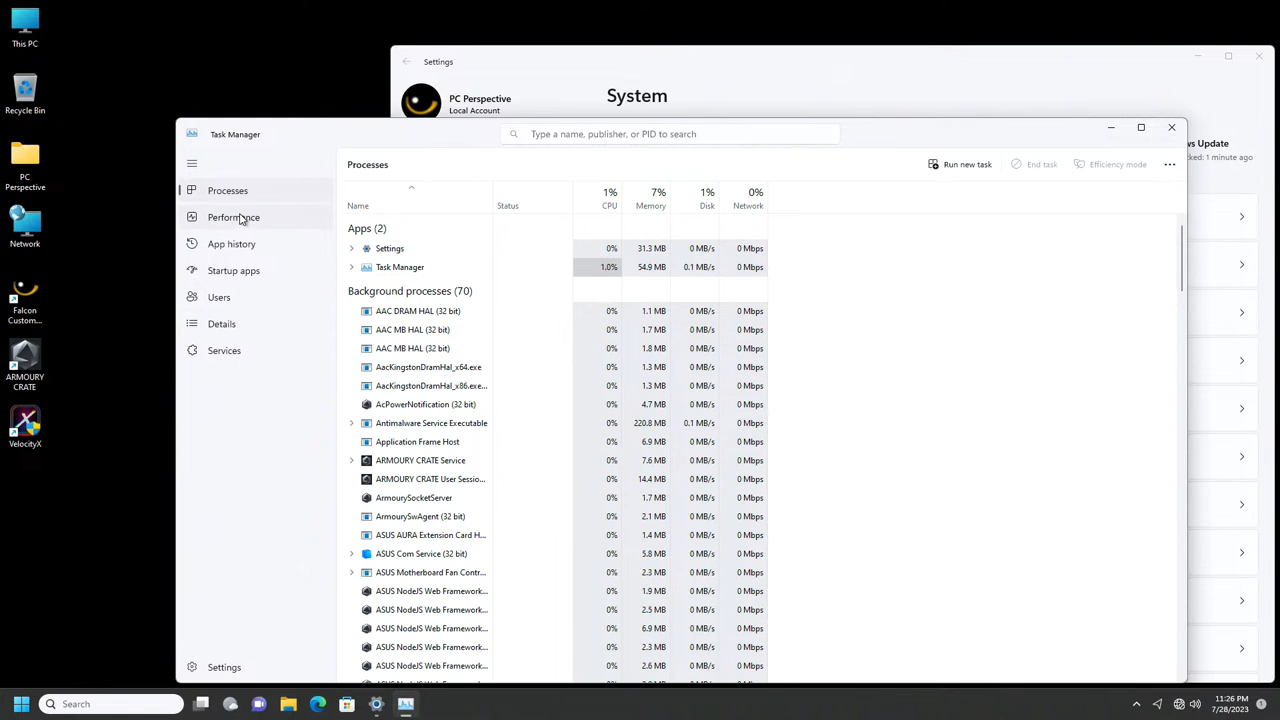 This PC
Recycle Bin
PC
Perspective
Network
Falcon
Custom...
ARMOURY
CRATE
VelocityX
Settings
PC Perspective
Local Account
System
ws Update
ked: 1 minute ago
Task Manager
Type a name, publisher, or PID to search
Processes
Performance
App history
Startup apps
Users
Details
Services
Settings
Processes
Run new task
End task
Efficiency mode
1% 7% 1% 0%
Name Status CPU Memory Disk Network
Apps (2)
Settings 0% 31.3 MB 0 MB/s 0 Mbps
Task Manager 1.0% 54.9 MB 0.1 MB/s 0 Mbps
Background processes (70)
AAC DRAM HAL (32 bit) 0% 1.1 MB 0 MB/s 0 Mbps
AAC MB HAL (32 bit) 0% 1.7 MB 0 MB/s 0 Mbps
AAC MB HAL (32 bit) 0% 1.8 MB 0 MB/s 0 Mbps
AacKingstonDramHal_x64.exe 0% 1.3 MB 0 MB/s 0 Mbps
AacKingstonDramHal_x86.exe... 0% 1.3 MB 0 MB/s 0 Mbps
AcPowerNotification (32 bit) 0% 4.7 MB 0 MB/s 0 Mbps
Antimalware Service Executable 0% 220.8 MB 0.1 MB/s 0 Mbps
Application Frame Host 0% 6.9 MB 0 MB/s 0 Mbps
ARMOURY CRATE Service 0% 7.6 MB 0 MB/s 0 Mbps
ARMOURY CRATE User Sessio... 0% 14.4 MB 0 MB/s 0 Mbps
ArmourySocketServer 0% 1.7 MB 0 MB/s 0 Mbps
ArmourySwAgent (32 bit) 0% 2.1 MB 0 MB/s 0 Mbps
ASUS AURA Extension Card H... 0% 1.4 MB 0 MB/s 0 Mbps
ASUS Com Service (32 bit) 0% 5.8 MB 0 MB/s 0 Mbps
ASUS Motherboard Fan Contr... 0% 2.3 MB 0 MB/s 0 Mbps
ASUS NodeJS Web Framework... 0% 1.9 MB 0 MB/s 0 Mbps
ASUS NodeJS Web Framework... 0% 2.5 MB 0 MB/s 0 Mbps
ASUS NodeJS Web Framework... 0% 6.9 MB 0 MB/s 0 Mbps
ASUS NodeJS Web Framework... 0% 2.3 MB 0 MB/s 0 Mbps
ASUS NodeJS Web Framework... 0% 2.6 MB 0 MB/s 0 Mbps
Search
11:26 PM
7/28/2023